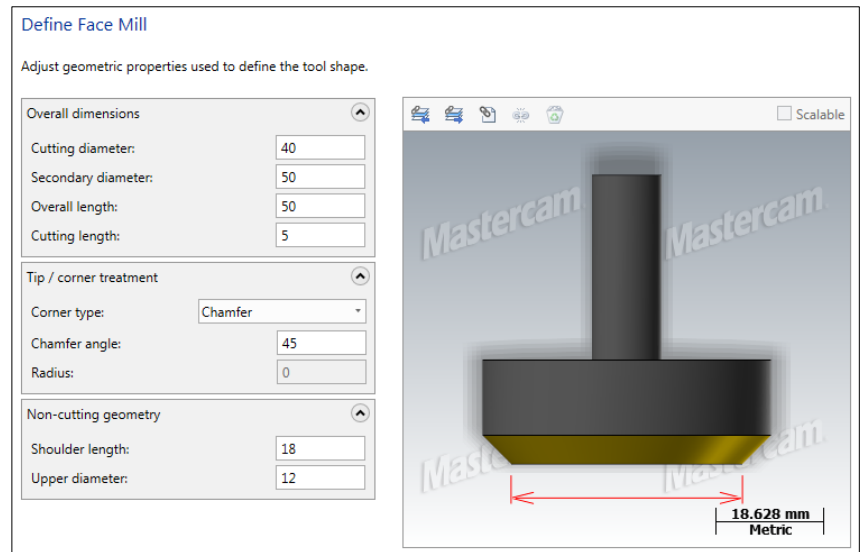 Define Face Mill
Adjust geometric properties used to define the tool shape.
Overall dimensions
Cutting diameter: 40
Secondary diameter: 50
Overall length: 50
Cutting length: 5
Tip / corner treatment
Corner type: Chamfer
Chamfer angle: 45
Radius: 0
Non-cutting geometry
Shoulder length: 18
Upper diameter: 12
Scalable
Mastercam
Mastercam
18.628 mm
Metric